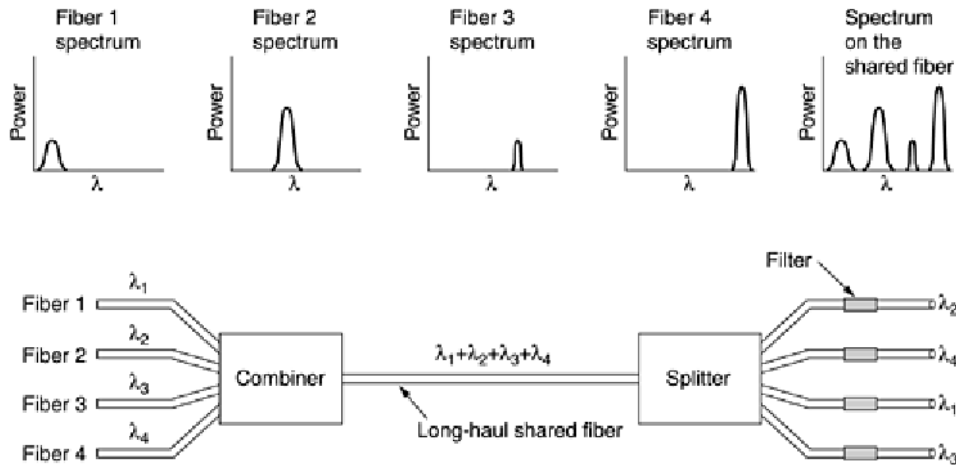 Fiber 1
spectrum
Fiber 2
spectrum
Fiber 3
spectrum
Fiber 4
spectrum
Spectrum
on the
shared fiber
Power
λ
Power
λ
Power
λ
Power
λ
Power
λ
Filter
Fiber 1
λ1
Fiber 2
λ2
Fiber 3
λ3
Fiber 4
λ4
Combiner
λ1+λ2+λ3+λ4
Long-haul shared fiber
Splitter
λ2
λ4
λ1
λ3